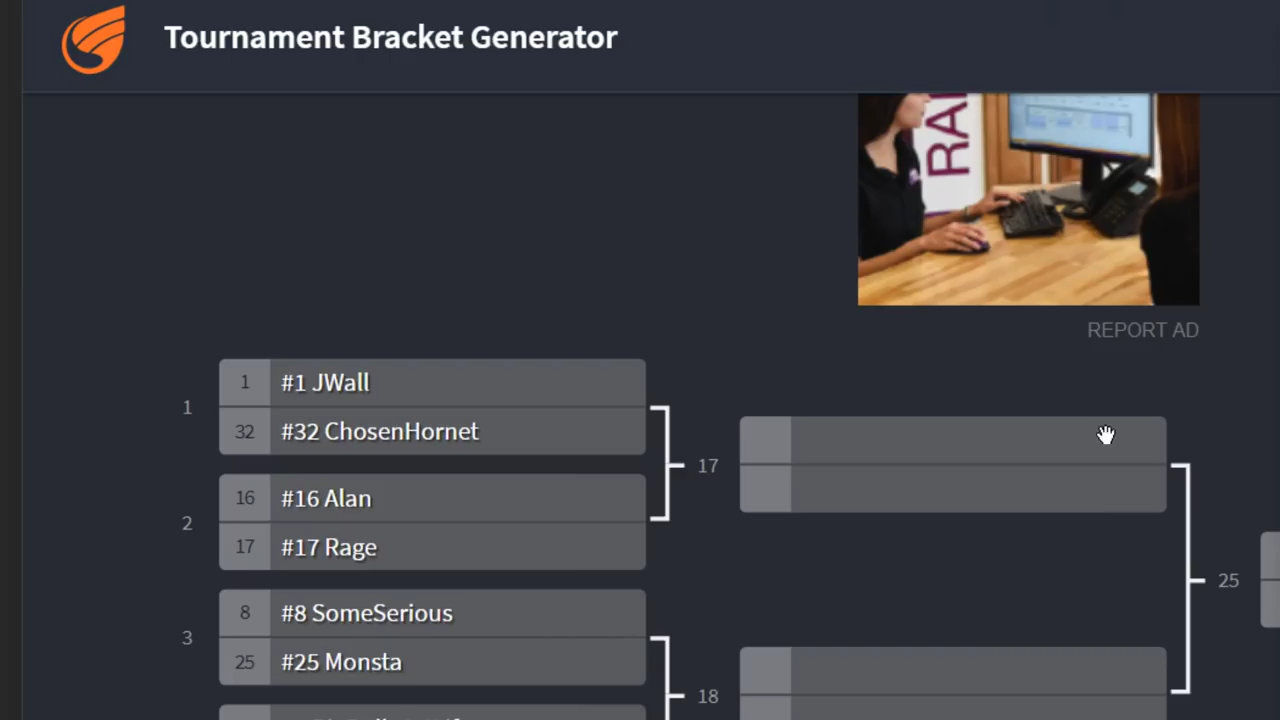 Tournament Bracket Generator
RA
REPORT AD
1
1 #1 JWall
32 #32 ChosenHornet
17
2
16 #16 Alan
17 #17 Rage
25
3
8 #8 SomeSerious
25 #25 Monsta
18